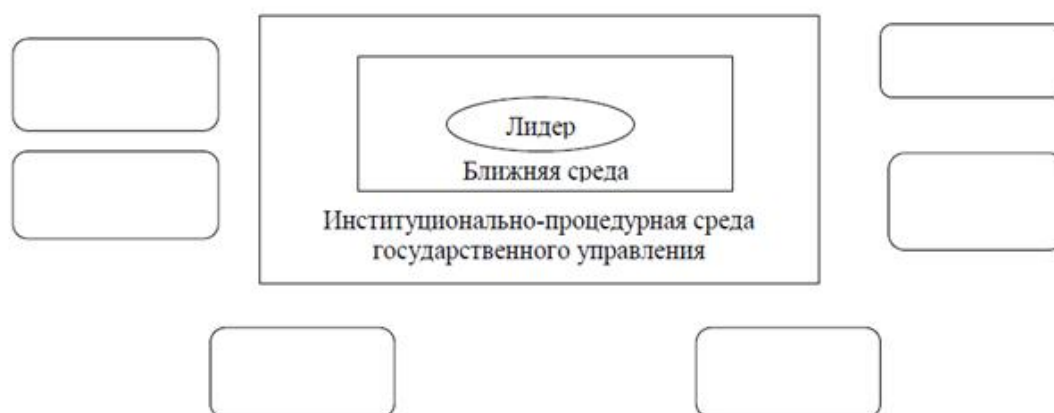 Лидер
Ближняя среда
Институционально-процедурная среда
государственного управления